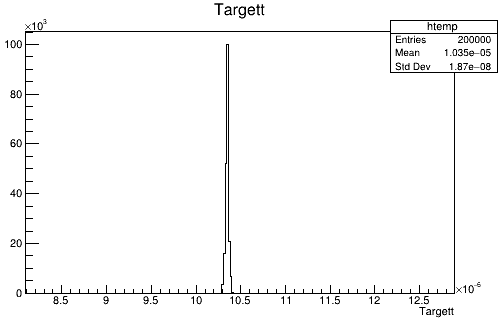 Targett
×10³
htemp
Entries 200000
Mean 1.035e−05
Std Dev 1.87e−08
100
80
60
40
20
0
8.5 9 9.5 10 10.5 11 11.5 12 12.5
×10⁻⁶
Targett